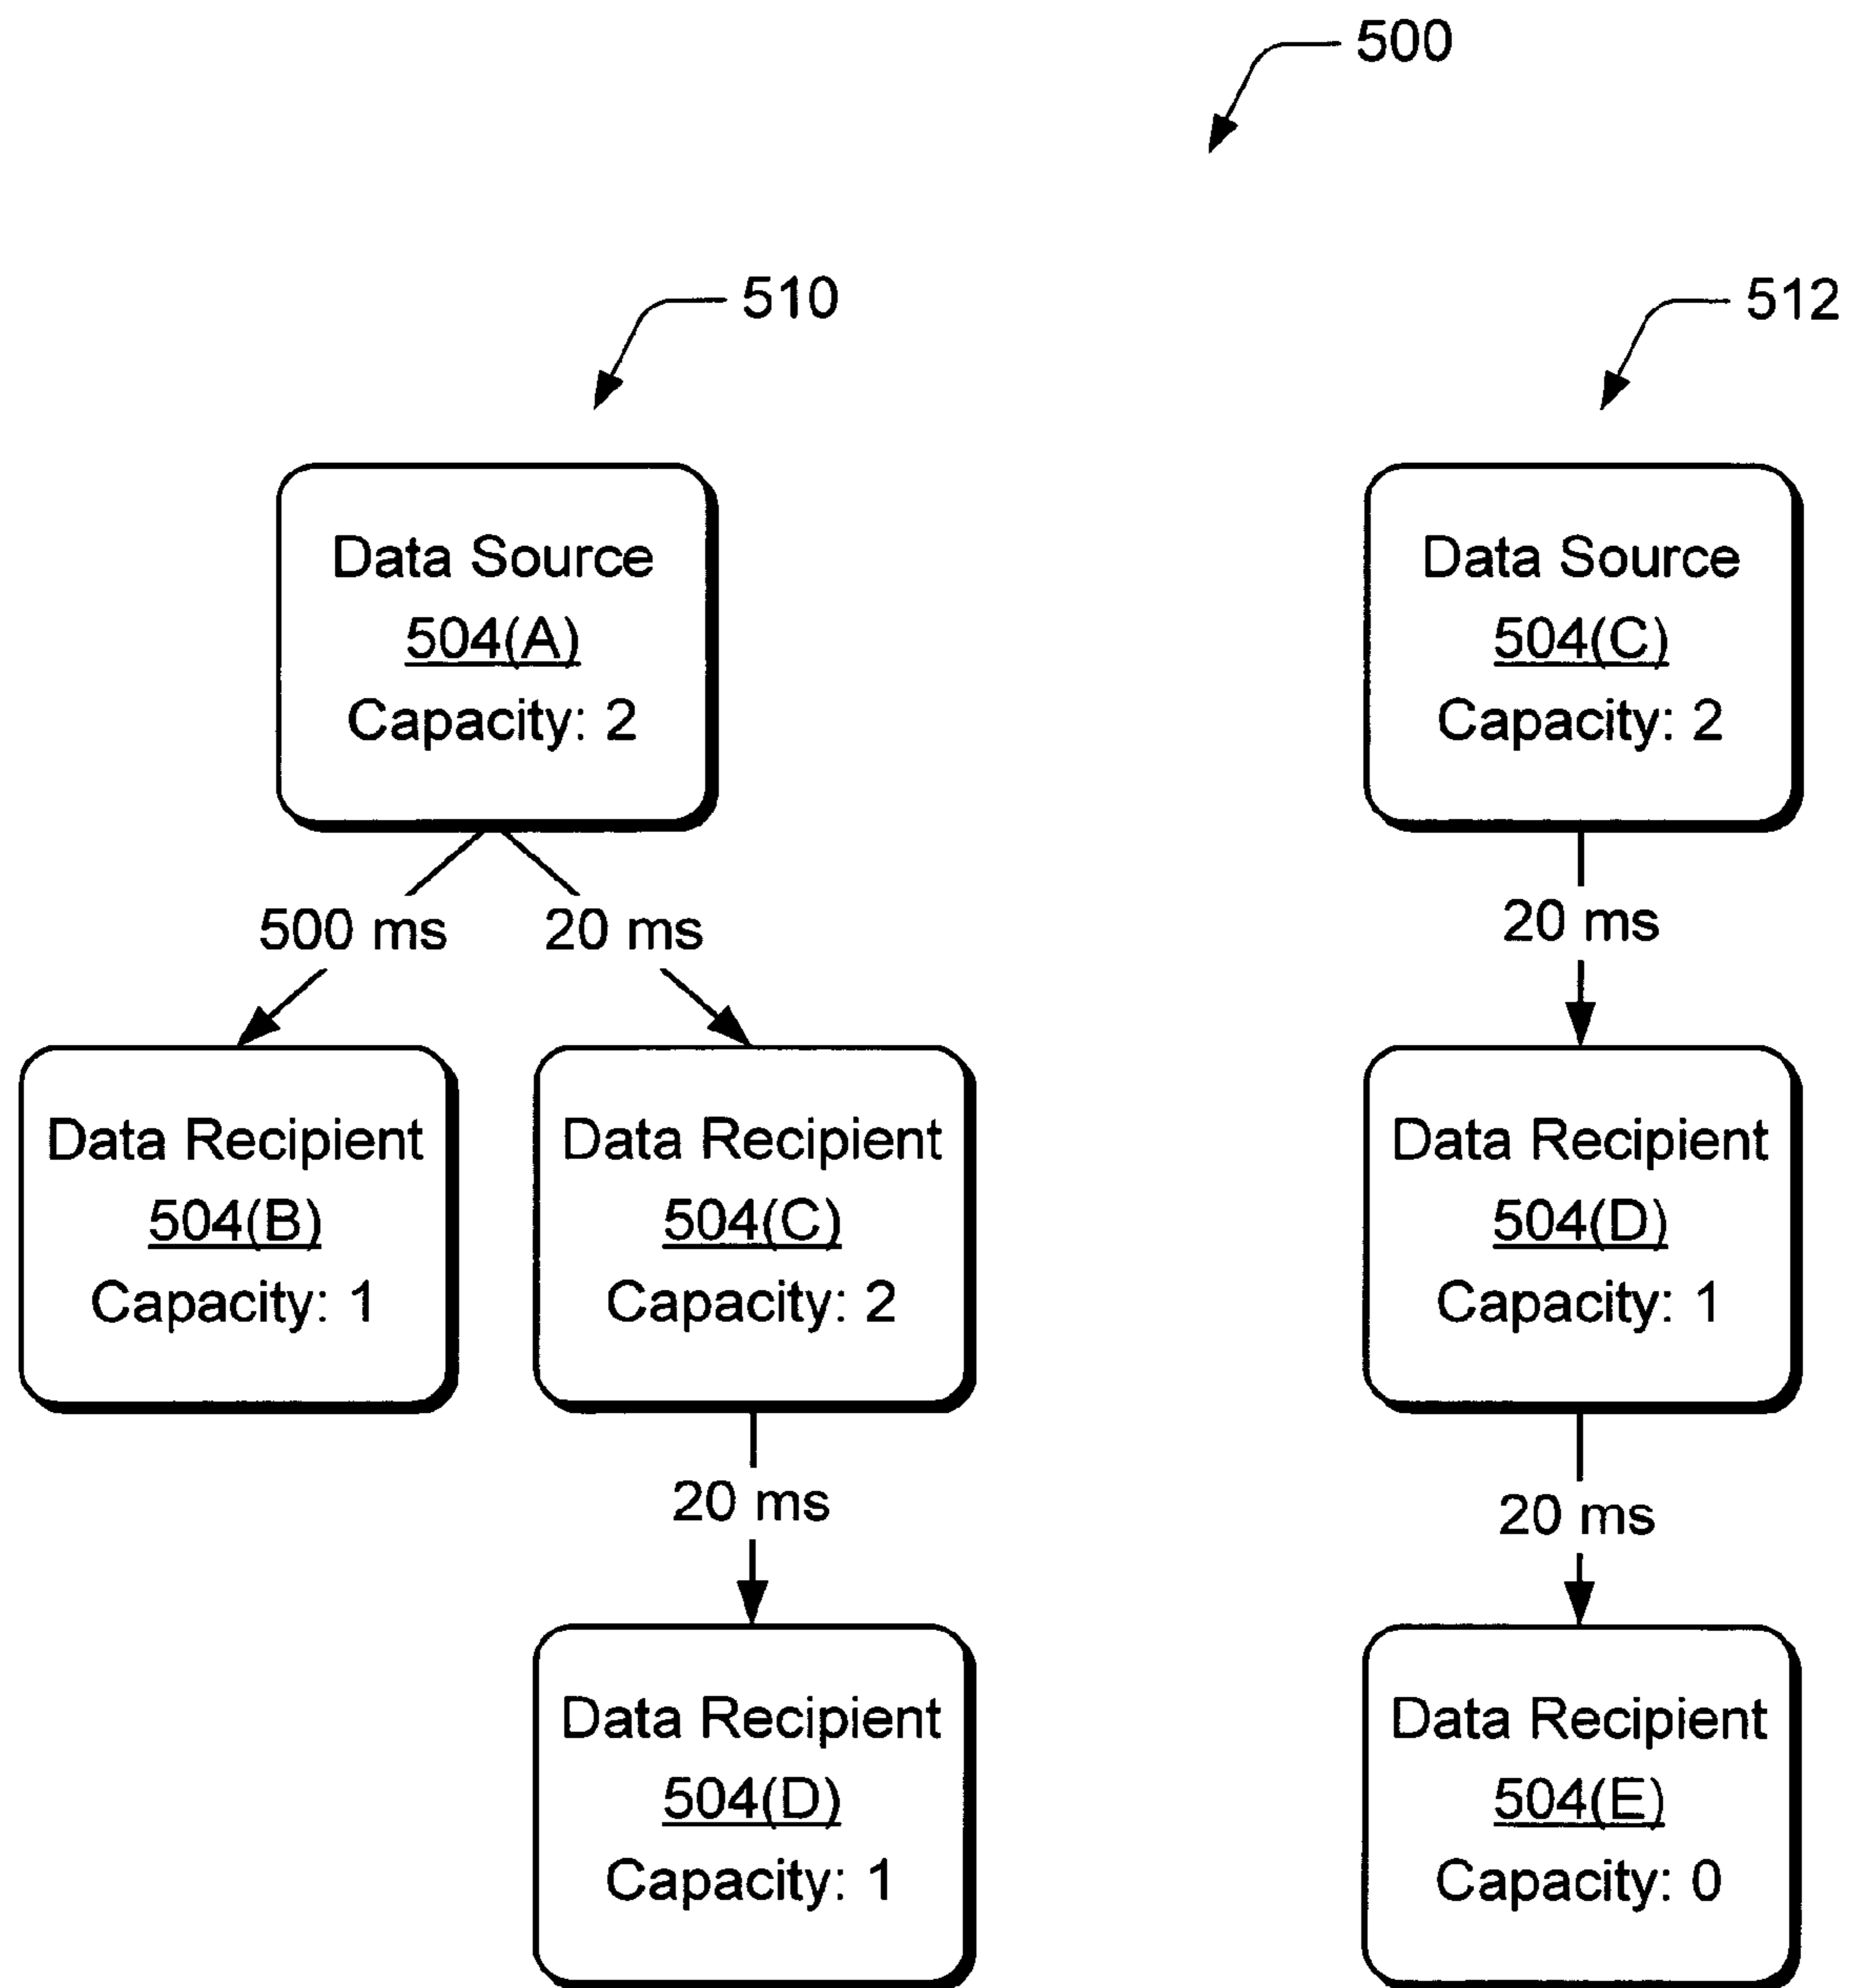 500
510
512
Data Source
504(A)
Capacity: 2
Data Source
504(C)
Capacity: 2
500 ms
20 ms
20 ms
Data Recipient
504(B)
Capacity: 1
Data Recipient
504(C)
Capacity: 2
Data Recipient
504(D)
Capacity: 1
20 ms
20 ms
Data Recipient
504(D)
Capacity: 1
Data Recipient
504(E)
Capacity: 0